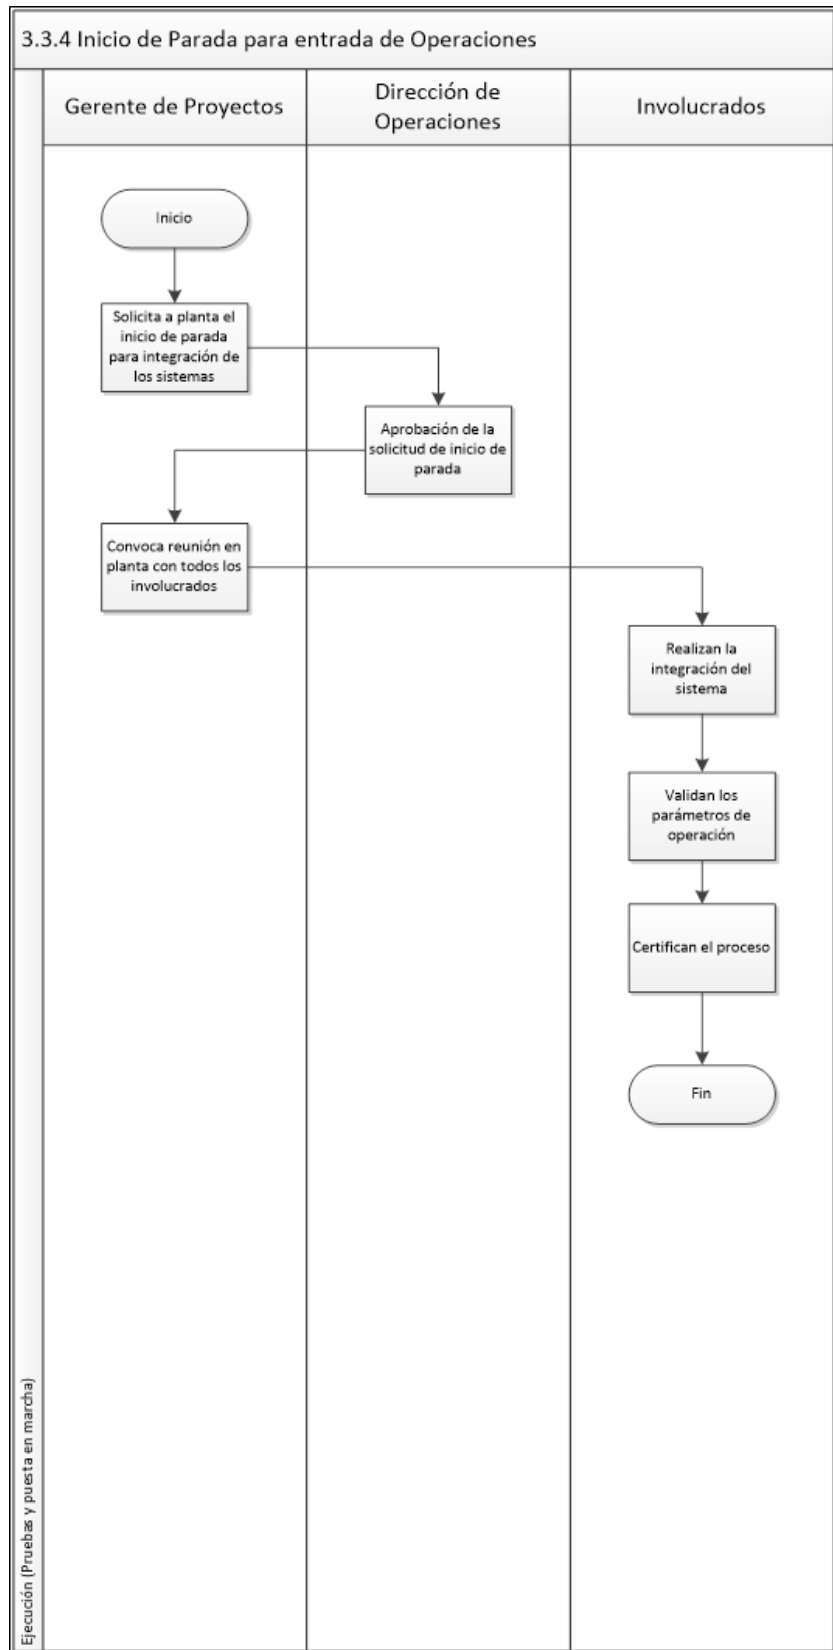 3.3.4 Inicio de Parada para entrada de Operaciones
Gerente de Proyectos
Dirección de
Operaciones
Involucrados
Inicio
Solicita a planta el
inicio de parada
para integración de
los sistemas
Aprobación de la
solicitud de inicio de
parada
Convoca reunión en
planta con todos los
involucrados
Realizan la
integración del
sistema
Validan los
parámetros de
operación
Certifican el proceso
Fin
Ejecución (Pruebas y puesta en marcha)